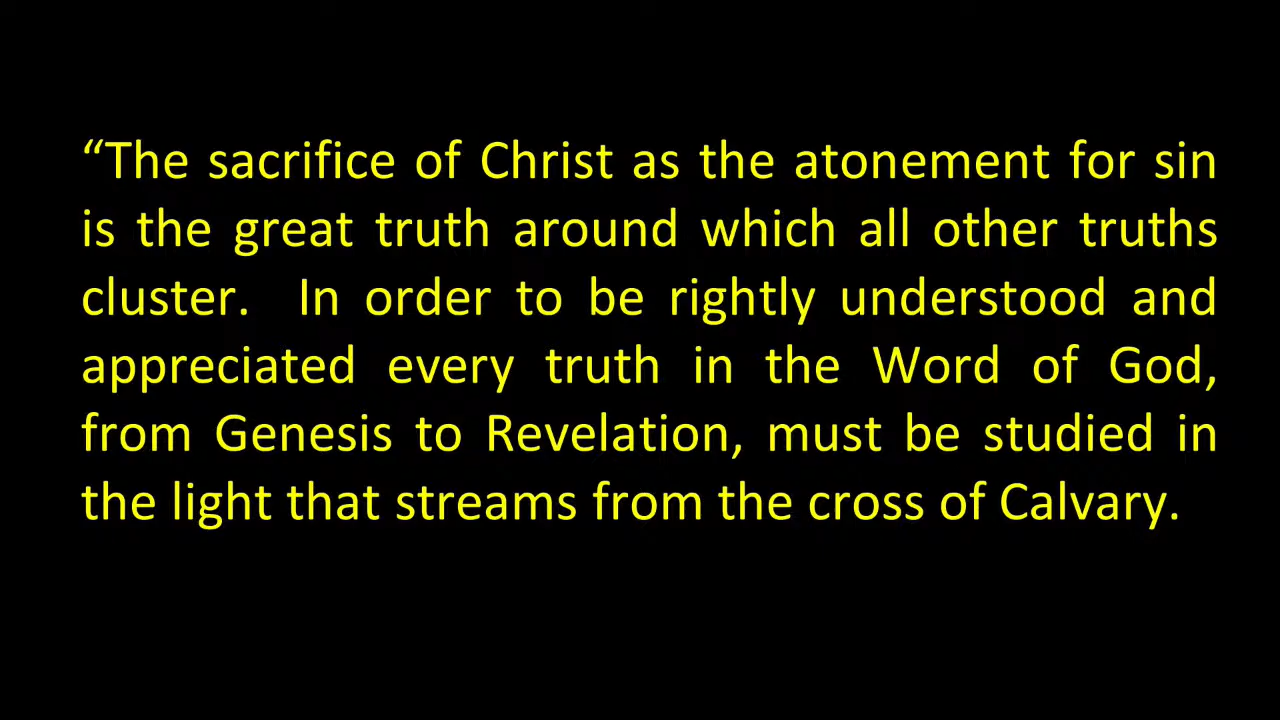 “The sacrifice of Christ as the atonement for sin
is the great truth around which all other truths
cluster.  In order to be rightly understood and
appreciated every truth in the Word of God,
from Genesis to Revelation, must be studied in
the light that streams from the cross of Calvary.